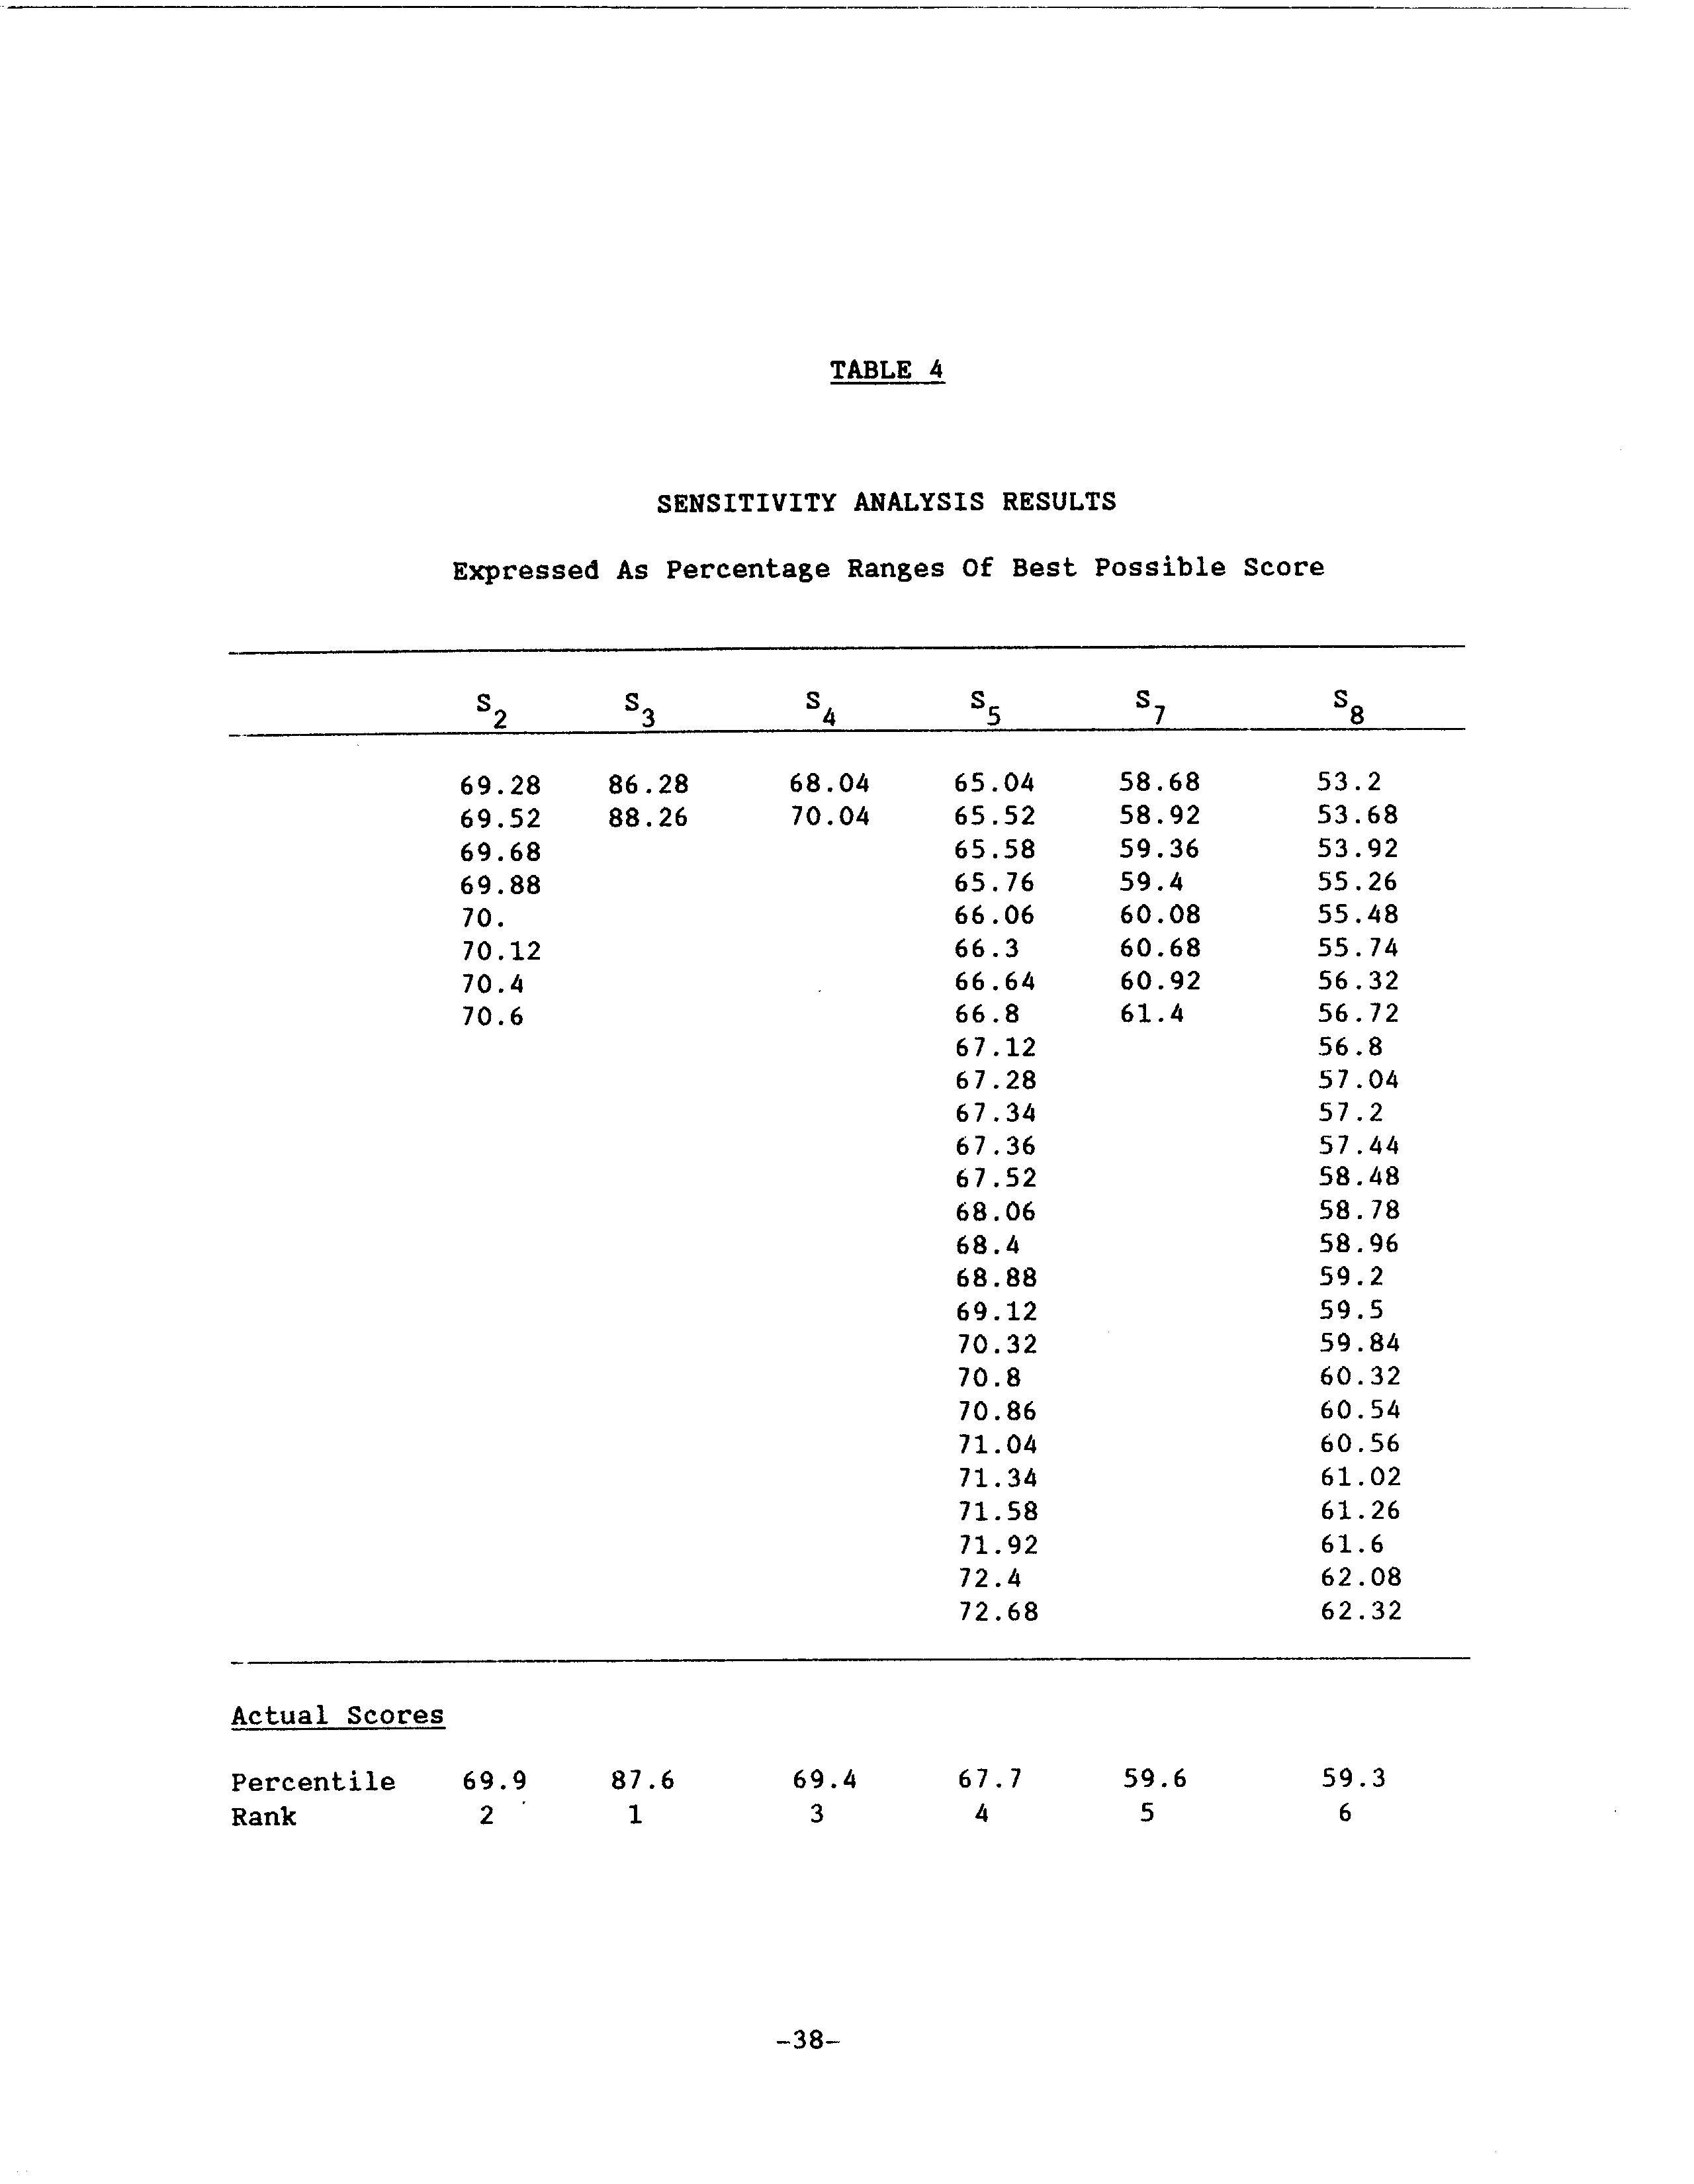 TABLE 4
SENSITIVITY ANALYSIS RESULTS
Expressed As Percentage Ranges Of Best Possible Score
S2 S3 S4 S5 S7 S8
69.28 86.28 68.04 65.04 58.68 53.2
69.52 88.26 70.04 65.52 58.92 53.68
69.68 65.58 59.36 53.92
69.88 65.76 59.4 55.26
70. 66.06 60.08 55.48
70.12 66.3 60.68 55.74
70.4 66.64 60.92 56.32
70.6 66.8 61.4 56.72
67.12 56.8
67.28 57.04
67.34 57.2
67.36 57.44
67.52 58.48
68.06 58.78
68.4 58.96
68.88 59.2
69.12 59.5
70.32 59.84
70.8 60.32
70.86 60.54
71.04 60.56
71.34 61.02
71.58 61.26
71.92 61.6
72.4 62.08
72.68 62.32
Actual Scores
Percentile 69.9 87.6 69.4 67.7 59.6 59.3
Rank 2 1 3 4 5 6
-38-